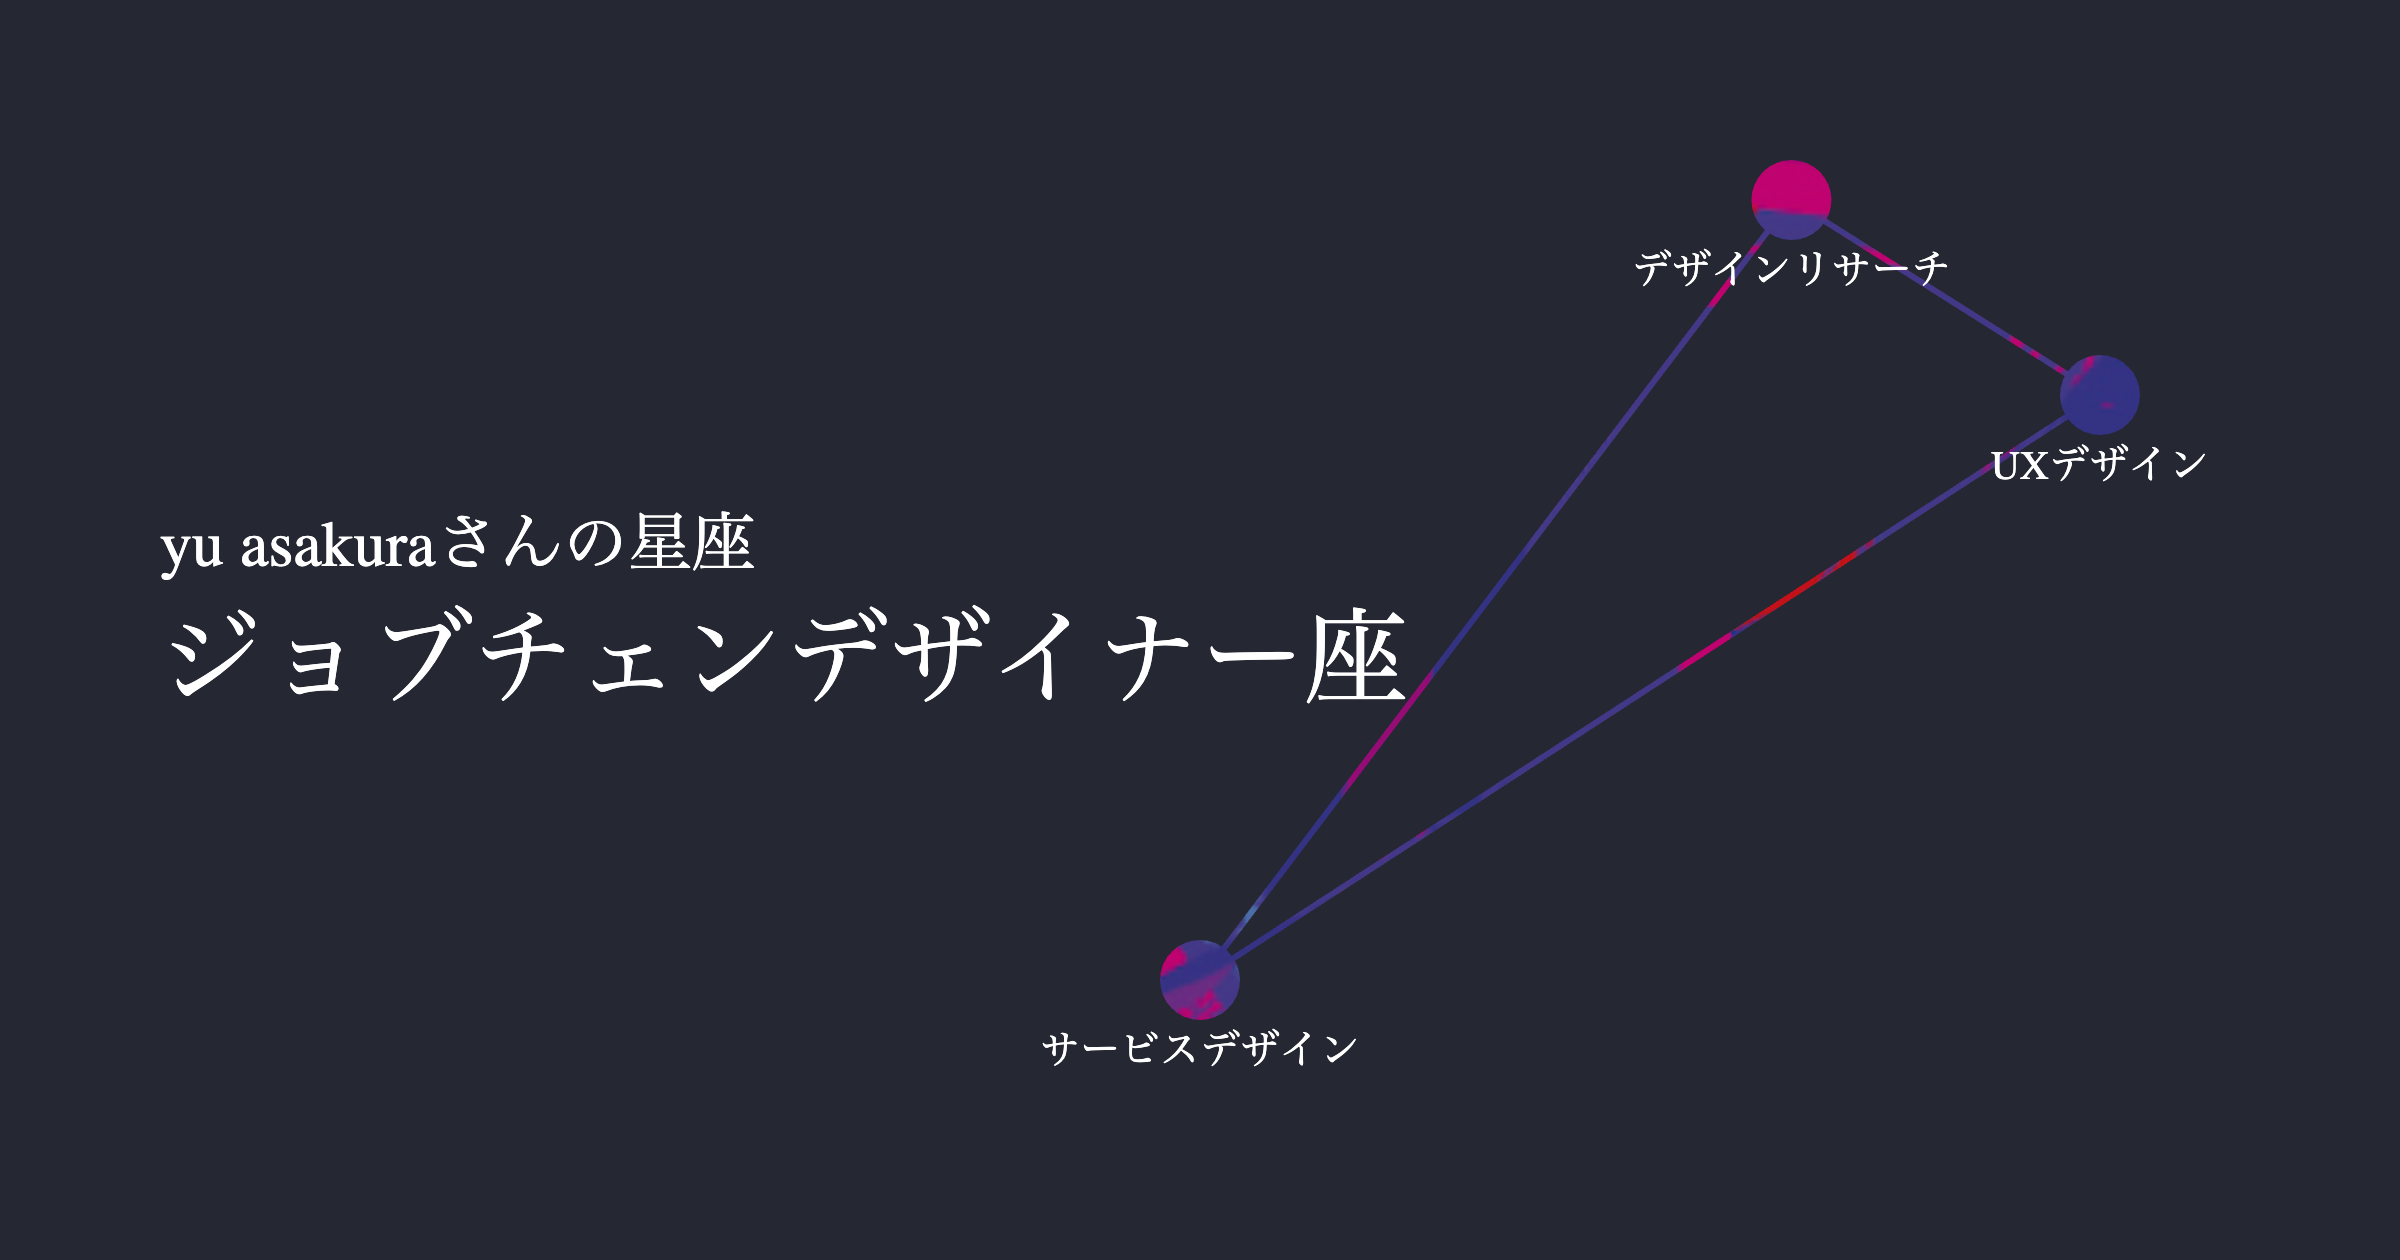 デザインリサーチ
UXデザイン
yu asakuraさんの星座
ジョブチェンデザイナー座
サービスデザイン